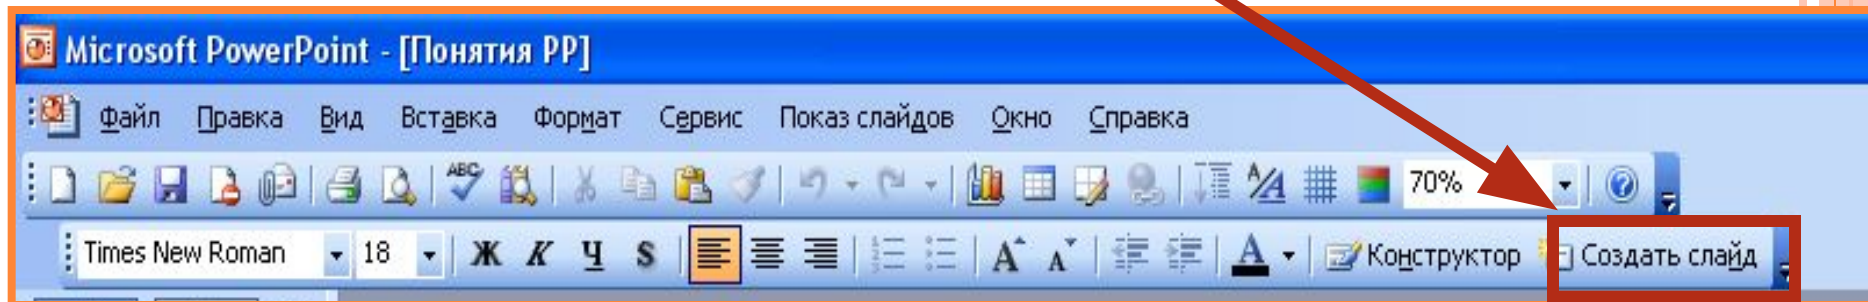 Microsoft PowerPoint - [Понятия PP]
Файл Правка Вид Вставка Формат Сервис Показ слайдов Окно Справка
ABC A/A 70%
Times New Roman 18 Ж К Ч S A A A Конструктор Создать слайд